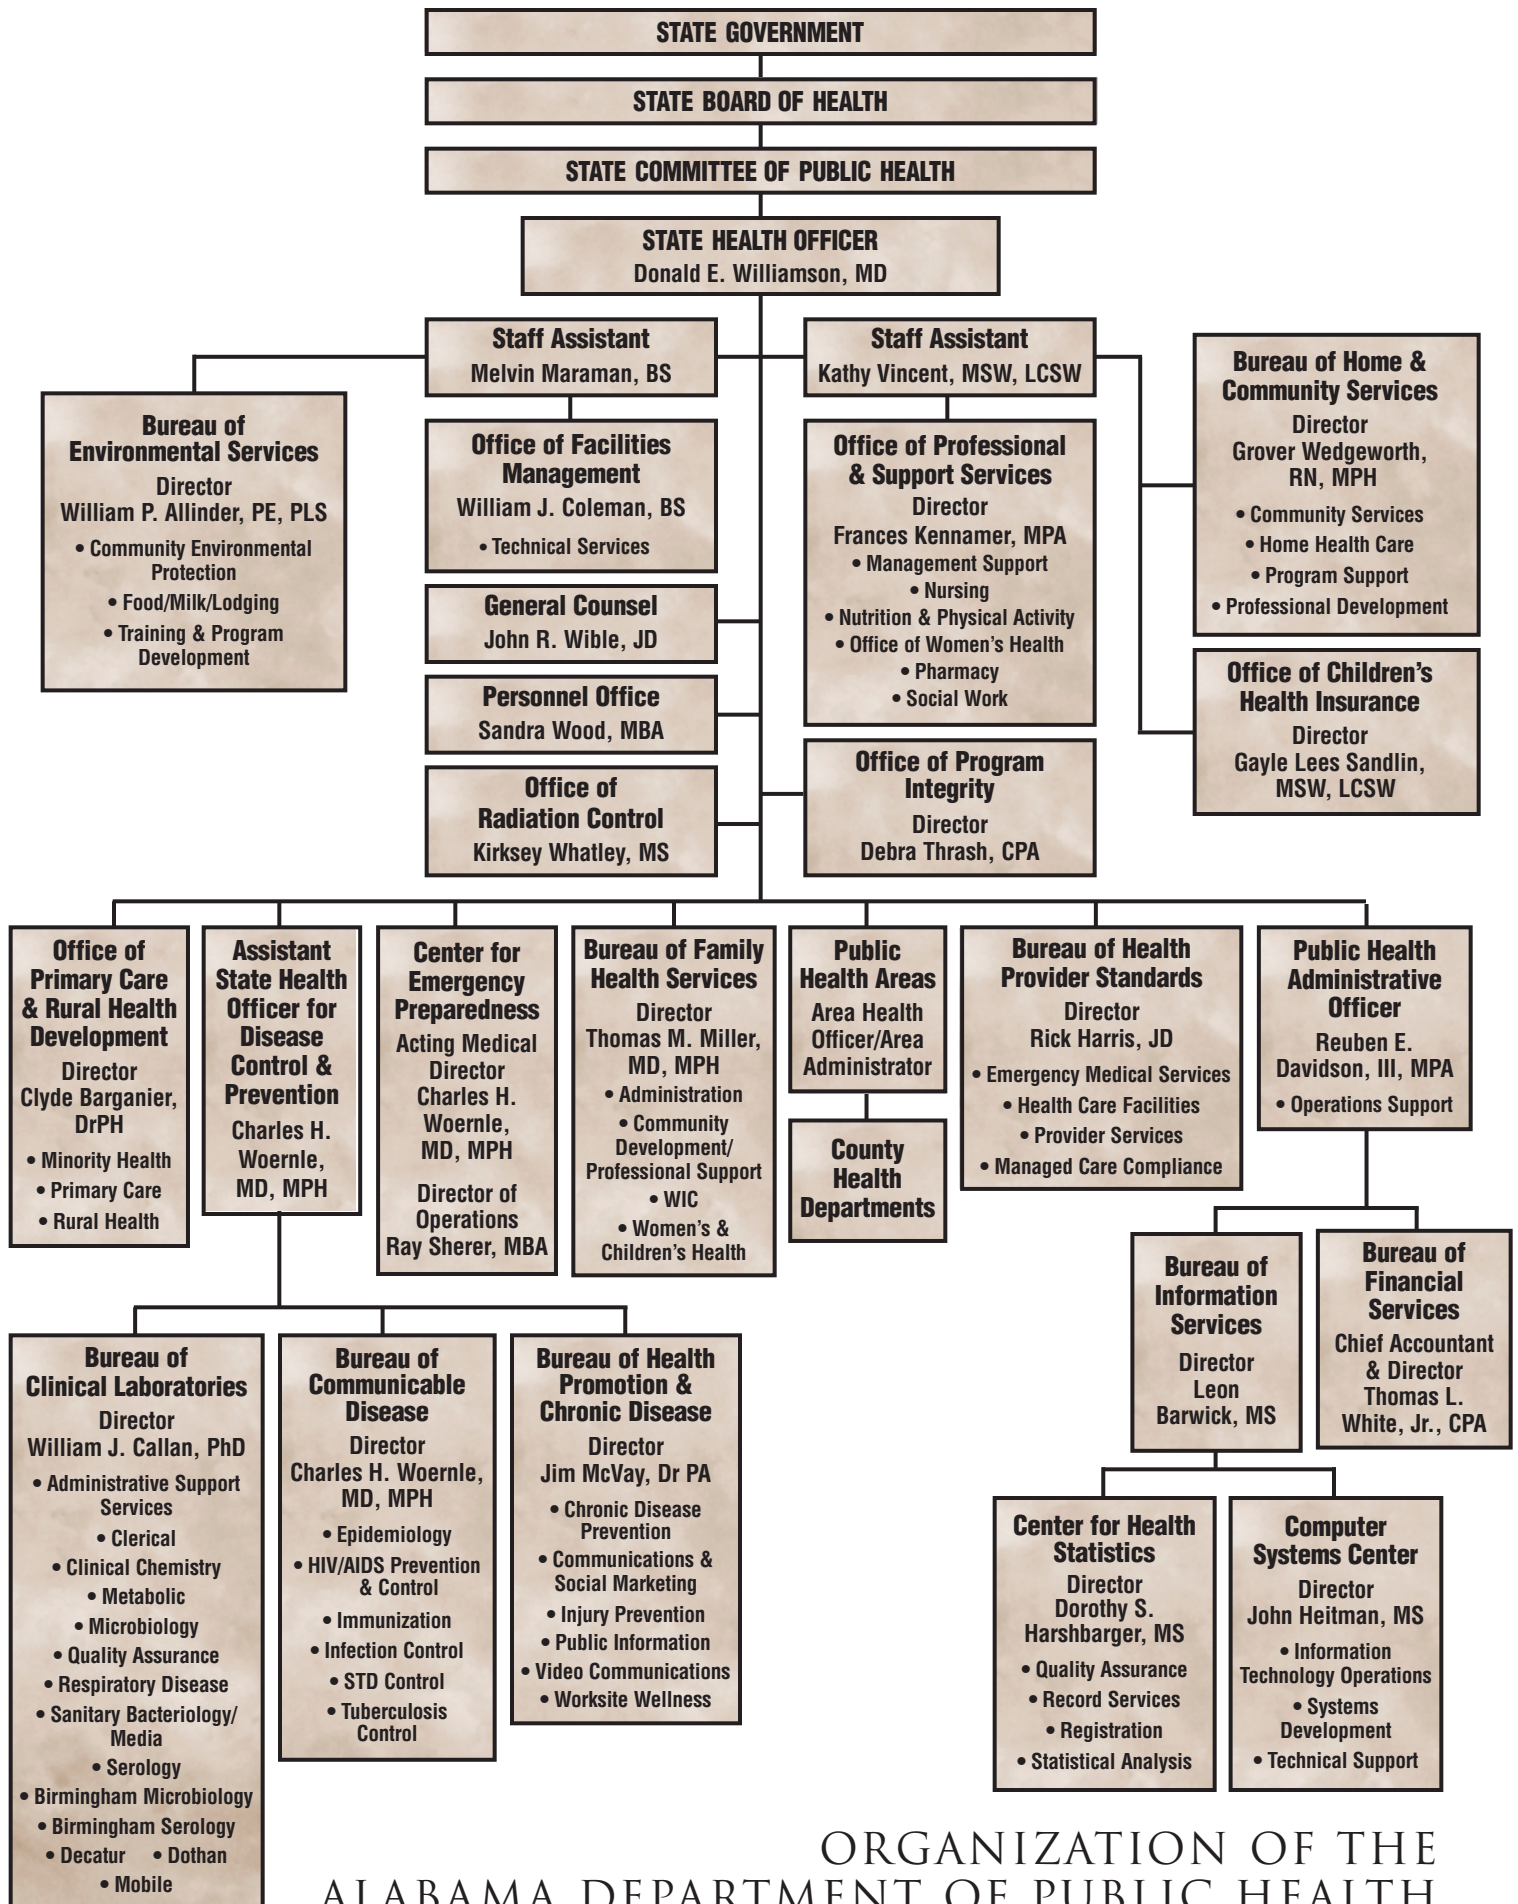 STATE GOVERNMENT
STATE BOARD OF HEALTH
STATE COMMITTEE OF PUBLIC HEALTH
STATE HEALTH OFFICER
Donald E. Williamson, MD
Staff Assistant
Melvin Maraman, BS
Staff Assistant
Kathy Vincent, MSW, LCSW
Bureau of
Environmental Services
Director
William P. Allinder, PE, PLS
• Community Environmental
Protection
• Food/Milk/Lodging
• Training & Program
Development
Office of Facilities
Management
William J. Coleman, BS
• Technical Services
General Counsel
John R. Wible, JD
Personnel Office
Sandra Wood, MBA
Office of
Radiation Control
Kirksey Whatley, MS
Office of Professional
& Support Services
Director
Frances Kennamer, MPA
• Management Support
• Nursing
• Nutrition & Physical Activity
• Office of Women's Health
• Pharmacy
• Social Work
Office of Program
Integrity
Director
Debra Thrash, CPA
Bureau of Home &
Community Services
Director
Grover Wedgeworth,
RN, MPH
• Community Services
• Home Health Care
• Program Support
• Professional Development
Office of Children's
Health Insurance
Director
Gayle Lees Sandlin,
MSW, LCSW
Office of
Primary Care
& Rural Health
Development
Director
Clyde Barganier,
DrPH
• Minority Health
• Primary Care
• Rural Health
Assistant
State Health
Officer for
Disease
Control &
Prevention
Charles H.
Woernle,
MD, MPH
Center for
Emergency
Preparedness
Acting Medical
Director
Charles H.
Woernle,
MD, MPH
Director of
Operations
Ray Sherer, MBA
Bureau of Family
Health Services
Director
Thomas M. Miller,
MD, MPH
• Administration
• Community
Development/
Professional Support
• WIC
• Women's &
Children's Health
Public
Health Areas
Area Health
Officer/Area
Administrator
County
Health
Departments
Bureau of Health
Provider Standards
Director
Rick Harris, JD
• Emergency Medical Services
• Health Care Facilities
• Provider Services
• Managed Care Compliance
Public Health
Administrative
Officer
Reuben E.
Davidson, III, MPA
• Operations Support
Bureau of
Information
Services
Director
Leon
Barwick, MS
Bureau of
Financial
Services
Chief Accountant
& Director
Thomas L.
White, Jr., CPA
Bureau of
Clinical Laboratories
Director
William J. Callan, PhD
• Administrative Support
Services
• Clerical
• Clinical Chemistry
• Metabolic
• Microbiology
• Quality Assurance
• Respiratory Disease
• Sanitary Bacteriology/
Media
• Serology
• Birmingham Microbiology
• Birmingham Serology
• Decatur • Dothan
• Mobile
Bureau of
Communicable
Disease
Director
Charles H. Woernle,
MD, MPH
• Epidemiology
• HIV/AIDS Prevention
& Control
• Immunization
• Infection Control
• STD Control
• Tuberculosis
Control
Bureau of Health
Promotion &
Chronic Disease
Director
Jim McVay, Dr PA
• Chronic Disease
Prevention
• Communications &
Social Marketing
• Injury Prevention
• Public Information
• Video Communications
• Worksite Wellness
Center for Health
Statistics
Director
Dorothy S.
Harshbarger, MS
• Quality Assurance
• Record Services
• Registration
• Statistical Analysis
Computer
Systems Center
Director
John Heitman, MS
• Information
Technology Operations
• Systems
Development
• Technical Support
ORGANIZATION OF THE
ALABAMA DEPARTMENT OF PUBLIC HEALTH